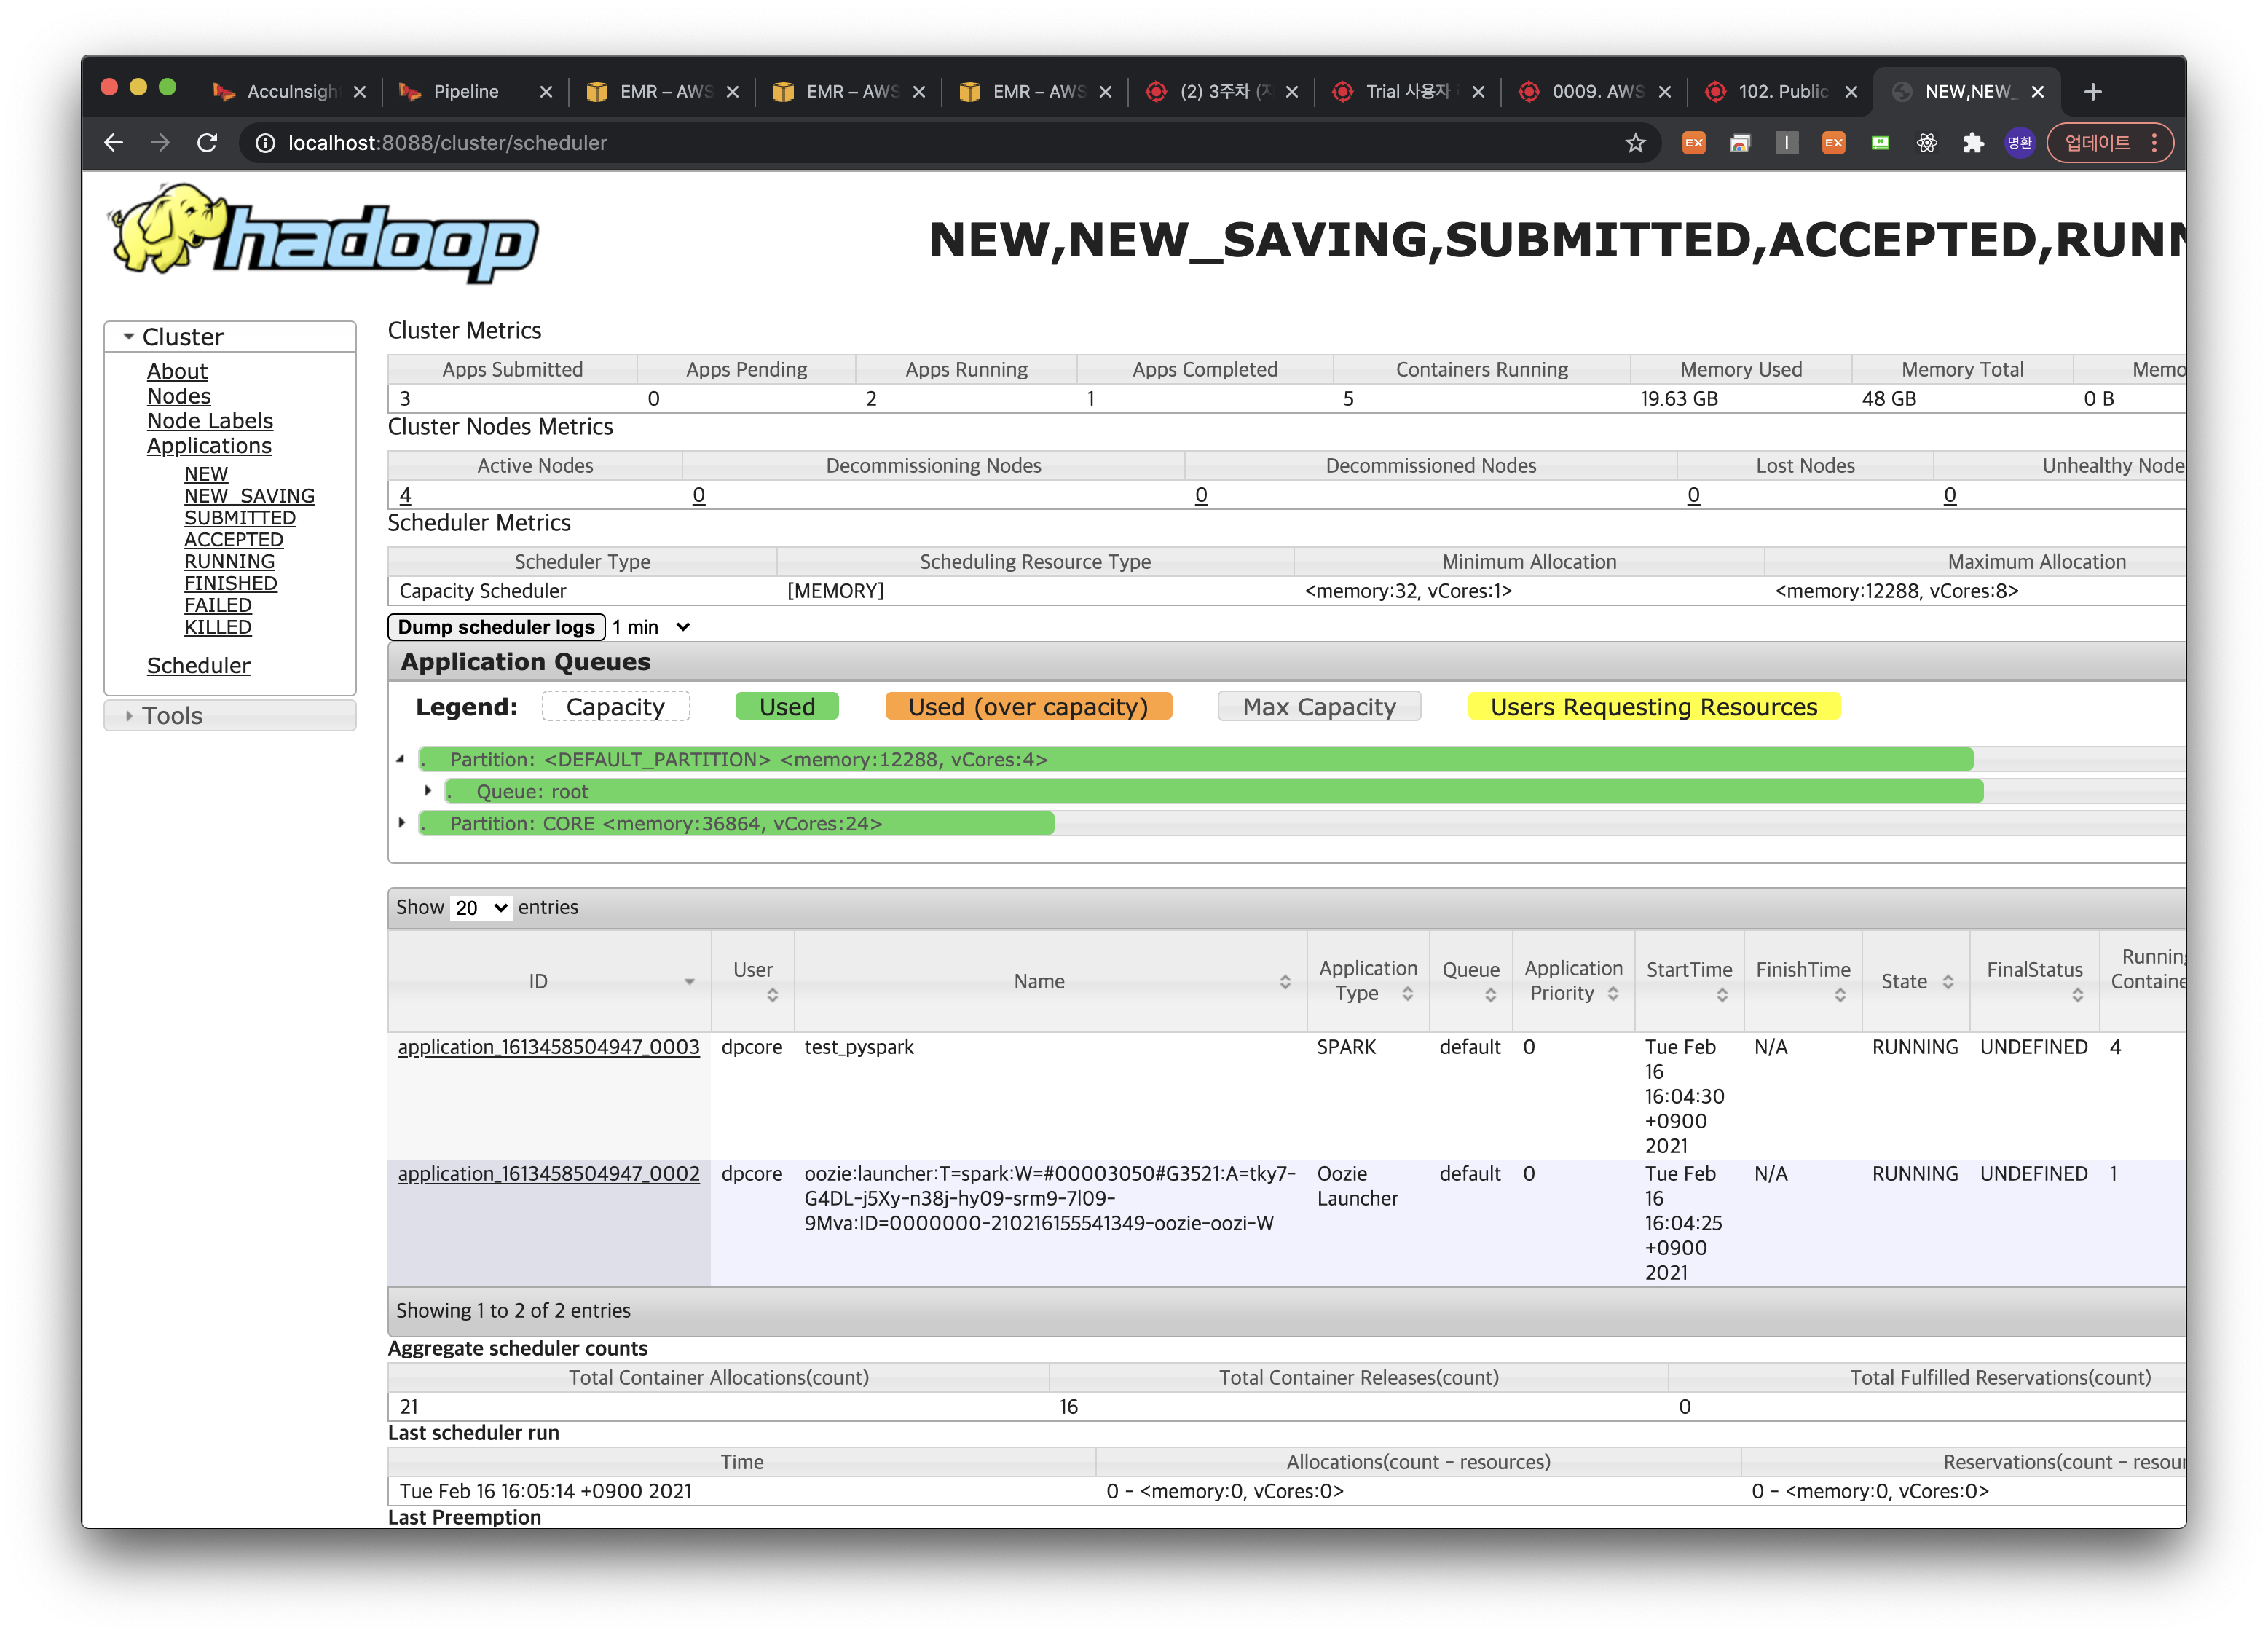 AccuInsigh
Pipeline
EMR – AWS
EMR – AWS
EMR – AWS
(2) 3주차 (지
Trial 사용자
0009. AWS
102. Public
NEW,NEW_
localhost:8088/cluster/scheduler
EX
EX
명환
업데이트
hadoop
NEW,NEW_SAVING,SUBMITTED,ACCEPTED,RUNN
Cluster
About
Nodes
Node Labels
Applications
NEW
NEW_SAVING
SUBMITTED
ACCEPTED
RUNNING
FINISHED
FAILED
KILLED
Scheduler
Tools
Cluster Metrics
Apps Submitted Apps Pending Apps Running Apps Completed Containers Running Memory Used Memory Total Memo
3 0 2 1 5 19.63 GB 48 GB 0 B
Cluster Nodes Metrics
Active Nodes Decommissioning Nodes Decommissioned Nodes Lost Nodes Unhealthy Node
4 0 0 0 0
Scheduler Metrics
Scheduler Type Scheduling Resource Type Minimum Allocation Maximum Allocation
Capacity Scheduler [MEMORY] <memory:32, vCores:1> <memory:12288, vCores:8>
Dump scheduler logs 1 min
Application Queues
Legend: Capacity Used Used (over capacity) Max Capacity Users Requesting Resources
. Partition: <DEFAULT_PARTITION> <memory:12288, vCores:4>
. Queue: root
. Partition: CORE <memory:36864, vCores:24>
Show 20 entries
ID User Name Application Type Queue Application Priority StartTime FinishTime State FinalStatus Running Containe
application_1613458504947_0003 dpcore test_pyspark SPARK default 0 Tue Feb N/A RUNNING UNDEFINED 4
16
16:04:30
+0900
2021
application_1613458504947_0002 dpcore oozie:launcher:T=spark:W=#00003050#G3521:A=tky7- Oozie default 0 Tue Feb N/A RUNNING UNDEFINED 1
G4DL-j5Xy-n38j-hy09-srm9-7l09- Launcher 16
9Mva:ID=0000000-210216155541349-oozie-oozi-W 16:04:25
+0900
2021
Showing 1 to 2 of 2 entries
Aggregate scheduler counts
Total Container Allocations(count) Total Container Releases(count) Total Fulfilled Reservations(count)
21 16 0
Last scheduler run
Time Allocations(count - resources) Reservations(count - resour
Tue Feb 16 16:05:14 +0900 2021 0 - <memory:0, vCores:0> 0 - <memory:0, vCores:0>
Last Preemption